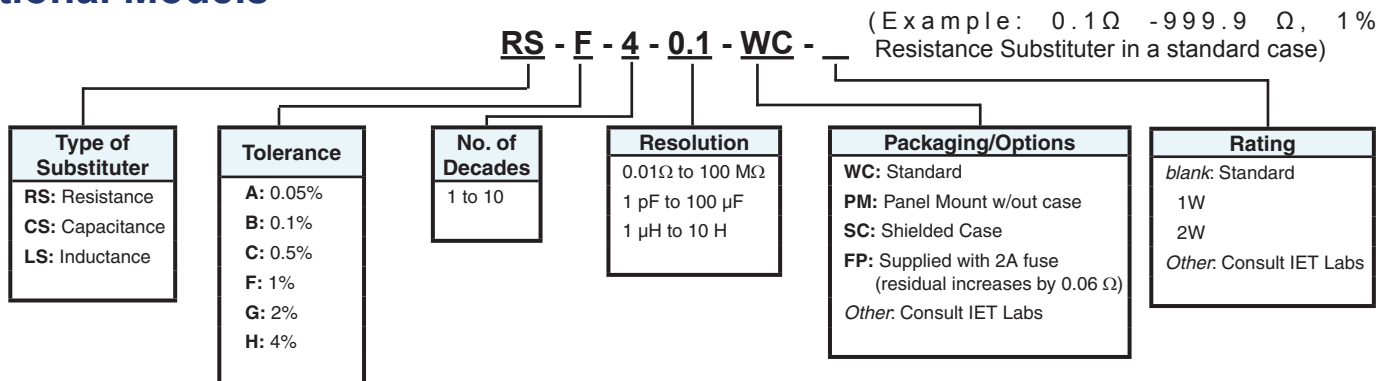 tional Models
(Example: 0.1Ω -999.9 Ω, 1%
RS - F - 4 - 0.1 - WC - __ Resistance Substituter in a standard case)
Type of
Substituter
RS: Resistance
CS: Capacitance
LS: Inductance
Tolerance
A: 0.05%
B: 0.1%
C: 0.5%
F: 1%
G: 2%
H: 4%
No. of
Decades
1 to 10
Resolution
0.01Ω to 100 MΩ
1 pF to 100 µF
1 µH to 10 H
Packaging/Options
WC: Standard
PM: Panel Mount w/out case
SC: Shielded Case
FP: Supplied with 2A fuse
(residual increases by 0.06 Ω)
Other: Consult IET Labs
Rating
blank: Standard
1W
2W
Other: Consult IET Labs